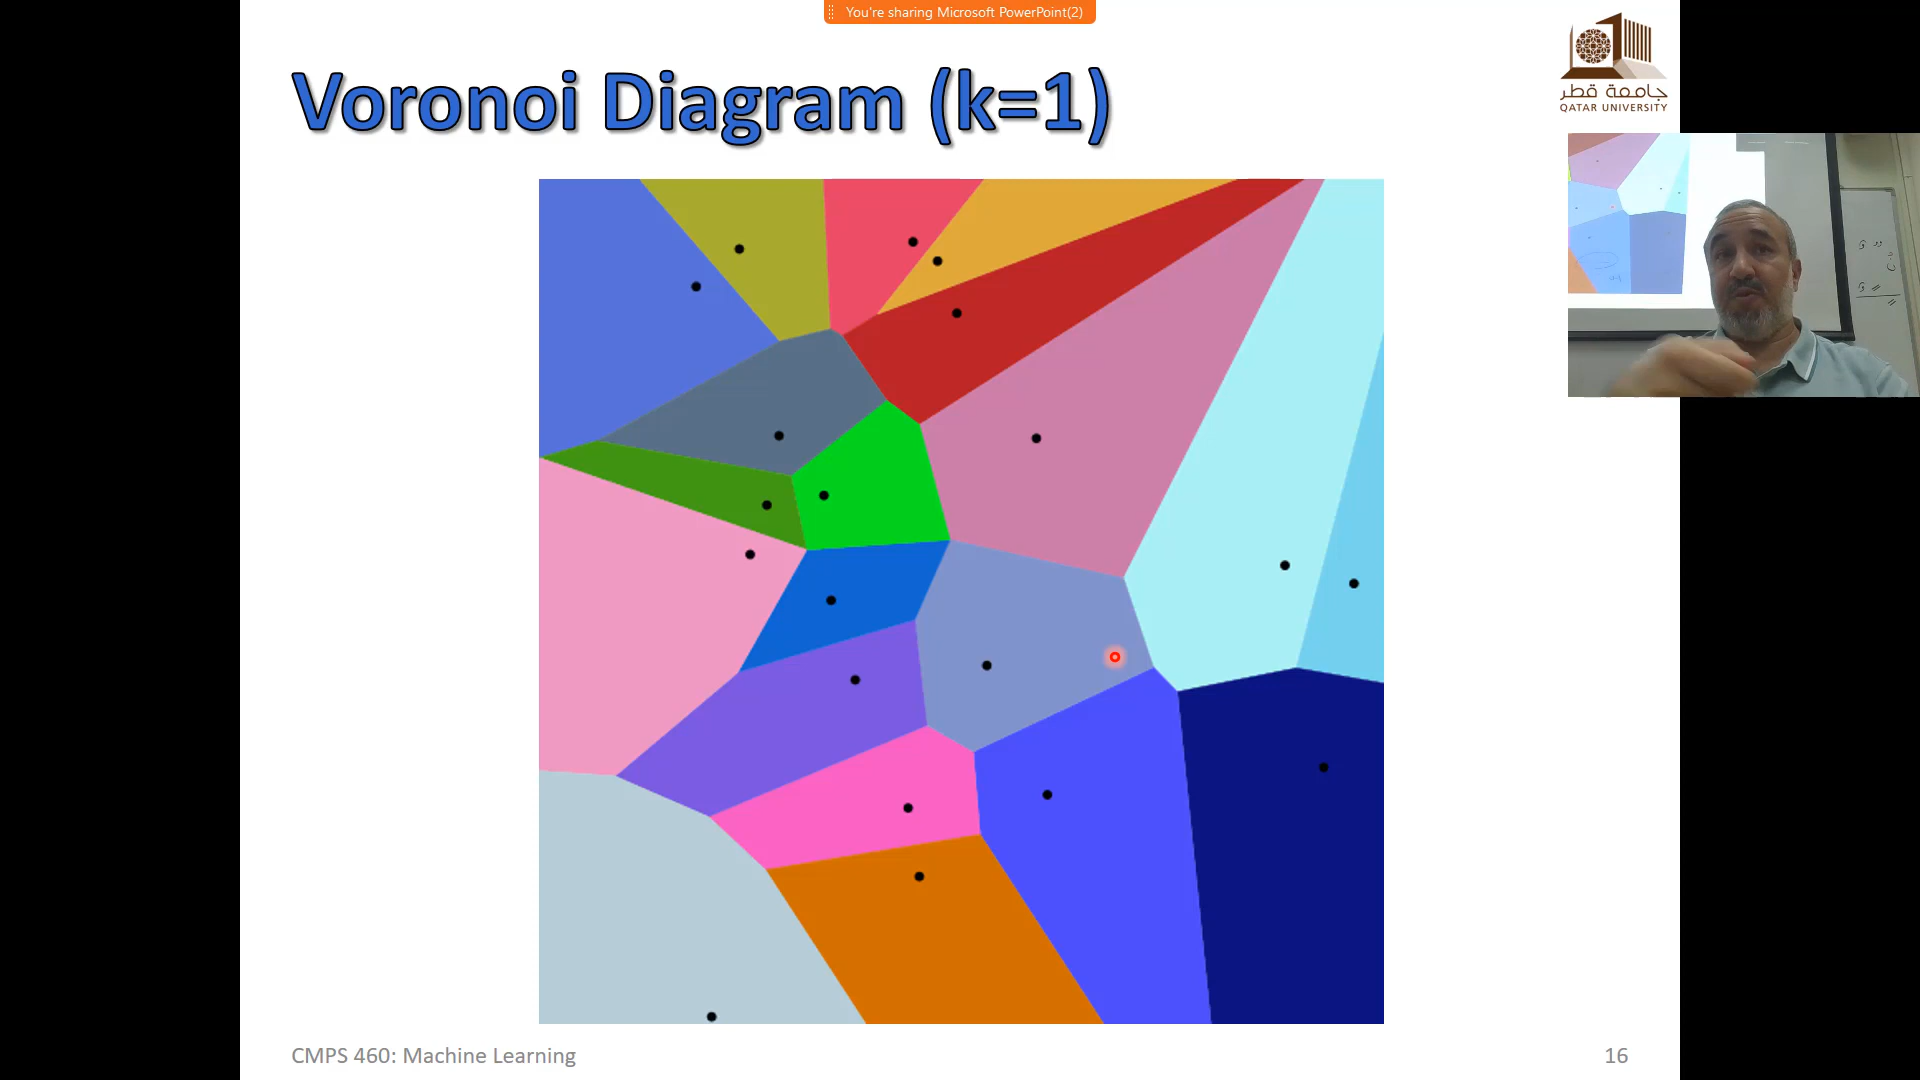 You're sharing Microsoft PowerPoint(2)
Voronoi Diagram (k=1)
جامعة قطر
QATAR UNIVERSITY
CMPS 460: Machine Learning
16